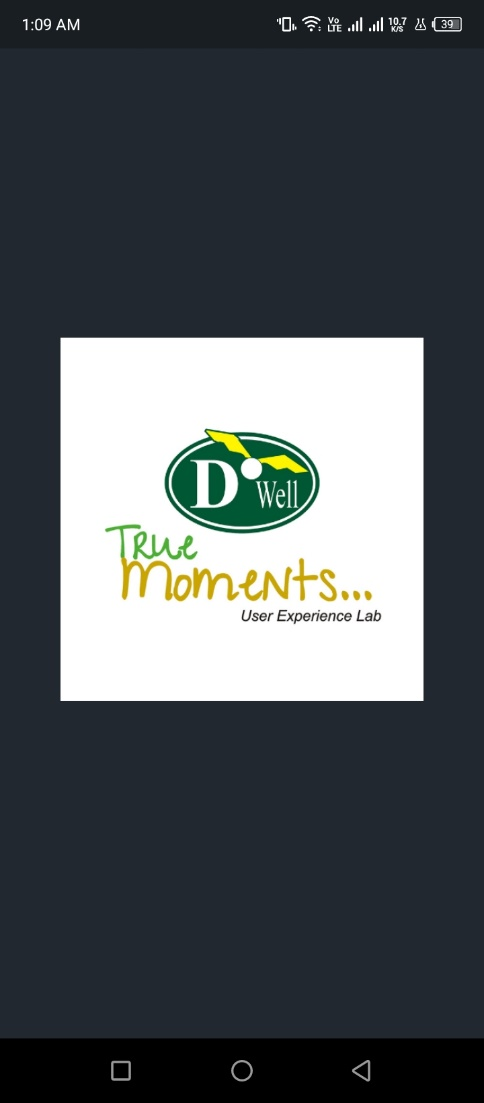 1:09 AM
Vo
LTE
10.7
K/S
39
D Well
True
Moments...
User Experience Lab